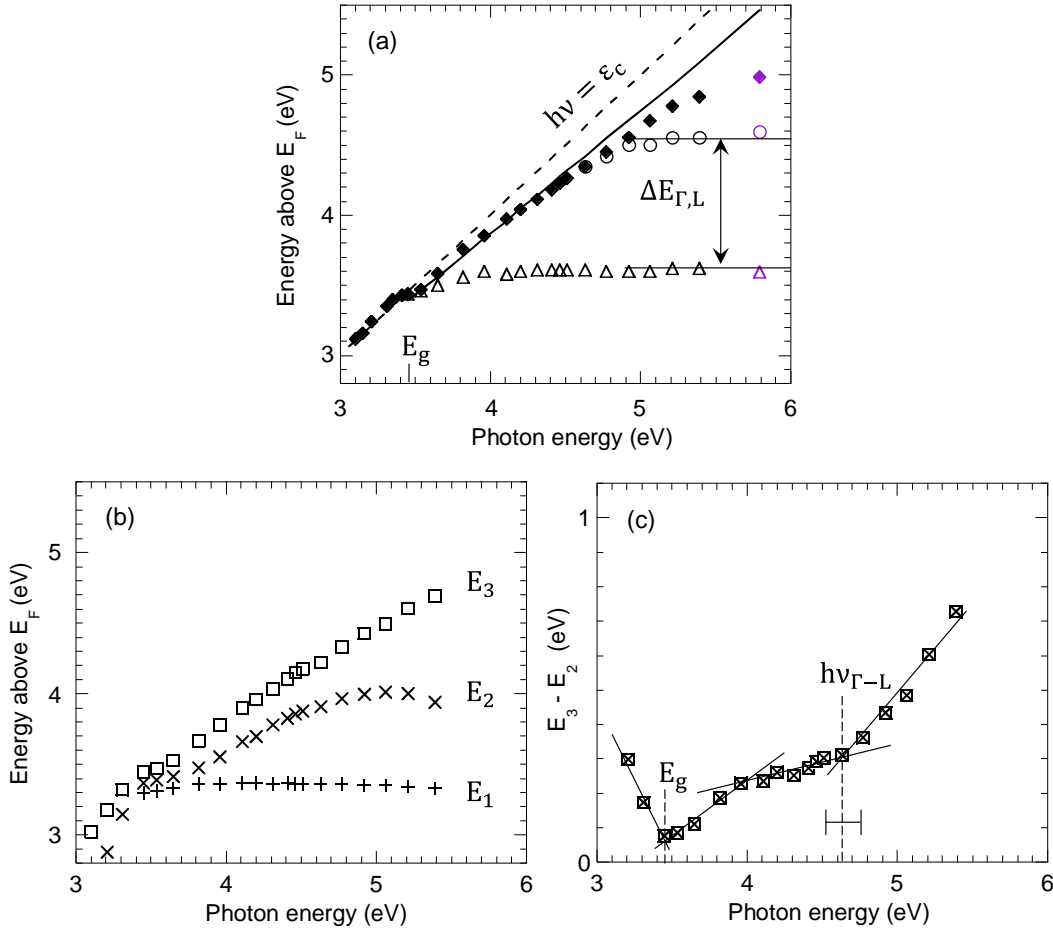 (a)
Energy above E_F (eV)
5
4
3
hν = ε_c
ΔE_Γ,L
E_g
3 4 5 6
Photon energy (eV)
(b)
Energy above E_F (eV)
5
4
3
E_3
E_2
E_1
3 4 5 6
Photon energy (eV)
(c)
E_3 - E_2 (eV)
1
0
hν_Γ−L
E_g
3 4 5 6
Photon energy (eV)